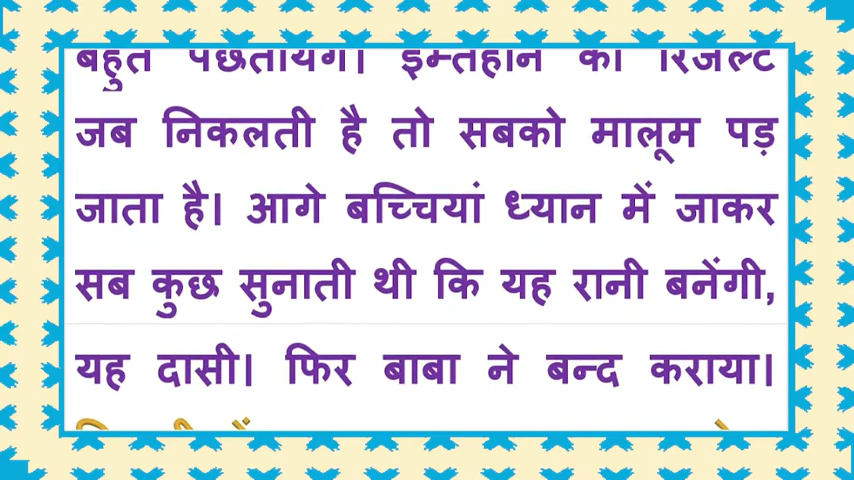 बहुत पछतायेंगे। इम्तहान की रिजल्ट
जब निकलती है तो सबको मालूम पड़
जाता है। आगे बच्चियां ध्यान में जाकर
सब कुछ सुनाती थी कि यह रानी बनेंगी,
यह दासी। फिर बाबा ने बन्द कराया।